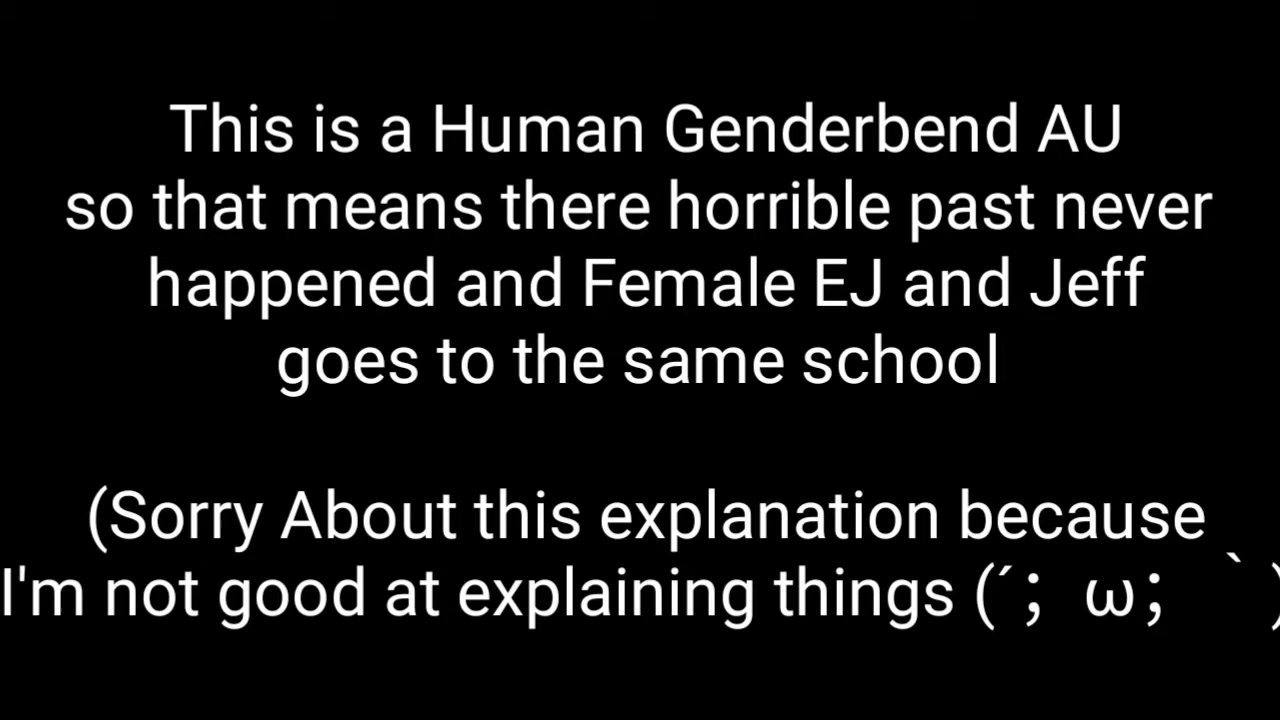 This is a Human Genderbend AU
so that means there horrible past never
happened and Female EJ and Jeff
goes to the same school
(Sorry About this explanation because
I'm not good at explaining things (´；ω；｀)